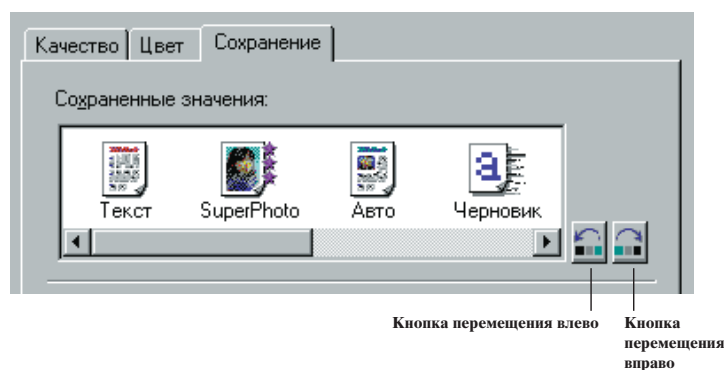 Качество Цвет Сохранение
Сохраненные значения:
Текст SuperPhoto Авто Черновик
Кнопка перемещения влево
Кнопка
перемещения
вправо